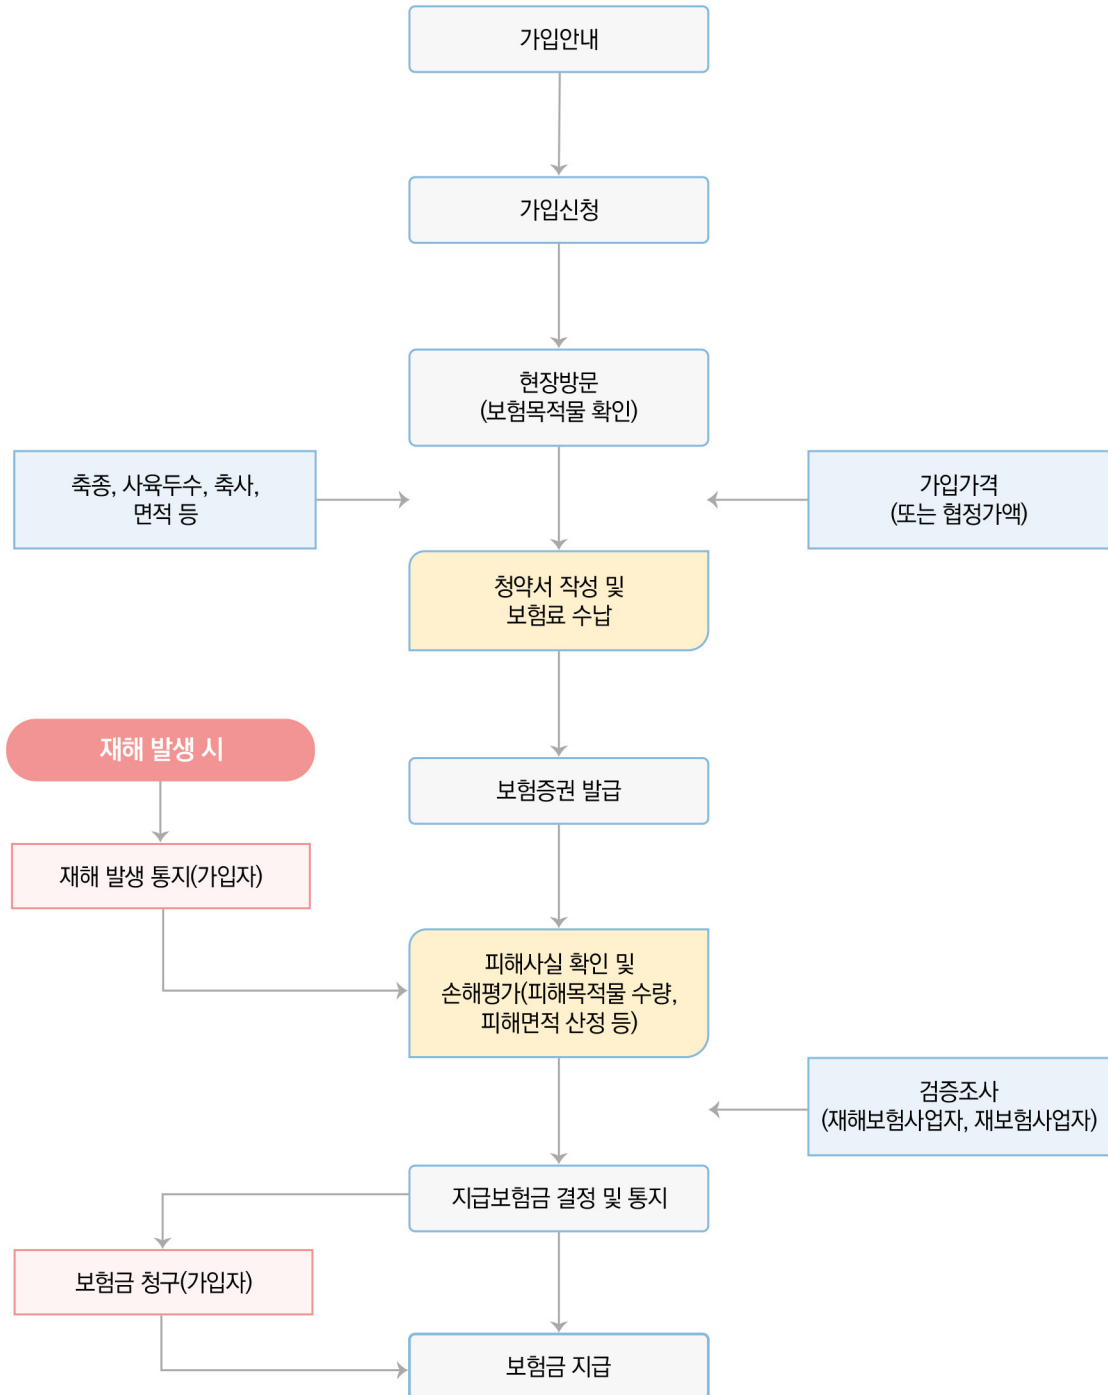 가입안내
가입신청
현장방문
(보험목적물 확인)
축종, 사육두수, 축사,
면적 등
가입가격
(또는 협정가액)
청약서 작성 및
보험료 수납
재해 발생 시
보험증권 발급
재해 발생 통지(가입자)
피해사실 확인 및
손해평가(피해목적물 수량,
피해면적 산정 등)
검증조사
(재해보험사업자, 재보험사업자)
지급보험금 결정 및 통지
보험금 청구(가입자)
보험금 지급